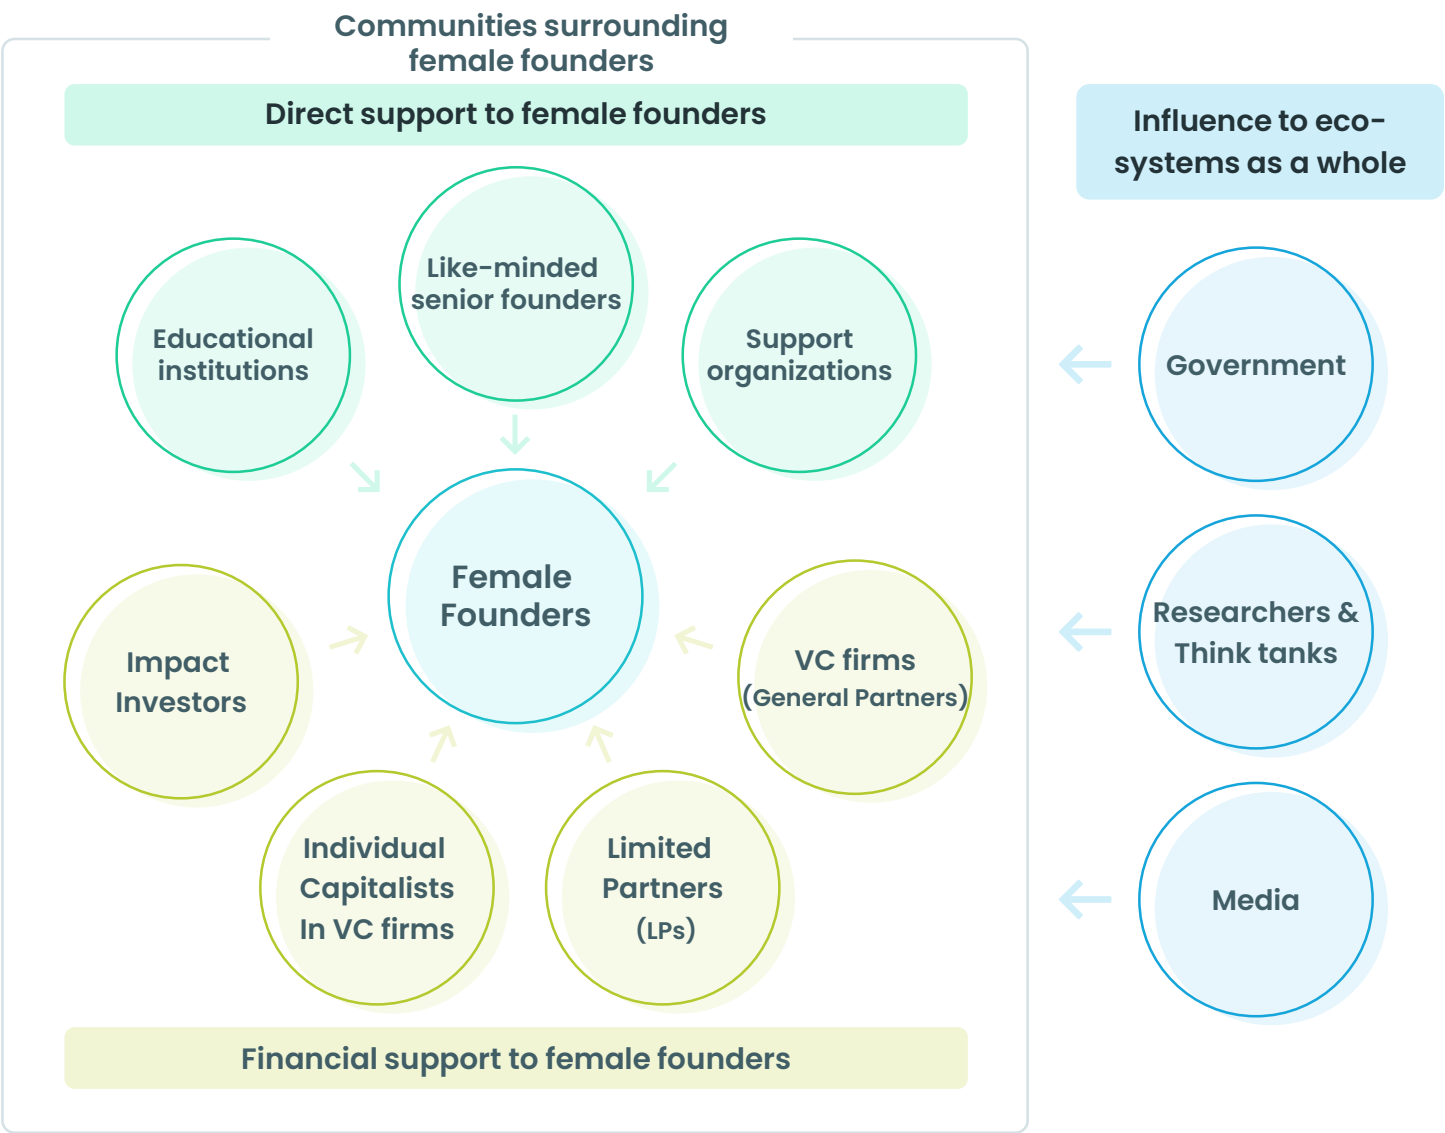 Communities surrounding
female founders
Direct support to female founders
Influence to eco-
systems as a whole
Like-minded
senior founders
Educational
institutions
Support
organizations
Government
Female
Founders
Researchers &
Think tanks
Impact
Investors
VC firms
(General Partners)
Individual
Capitalists
In VC firms
Limited
Partners
(LPs)
Media
Financial support to female founders